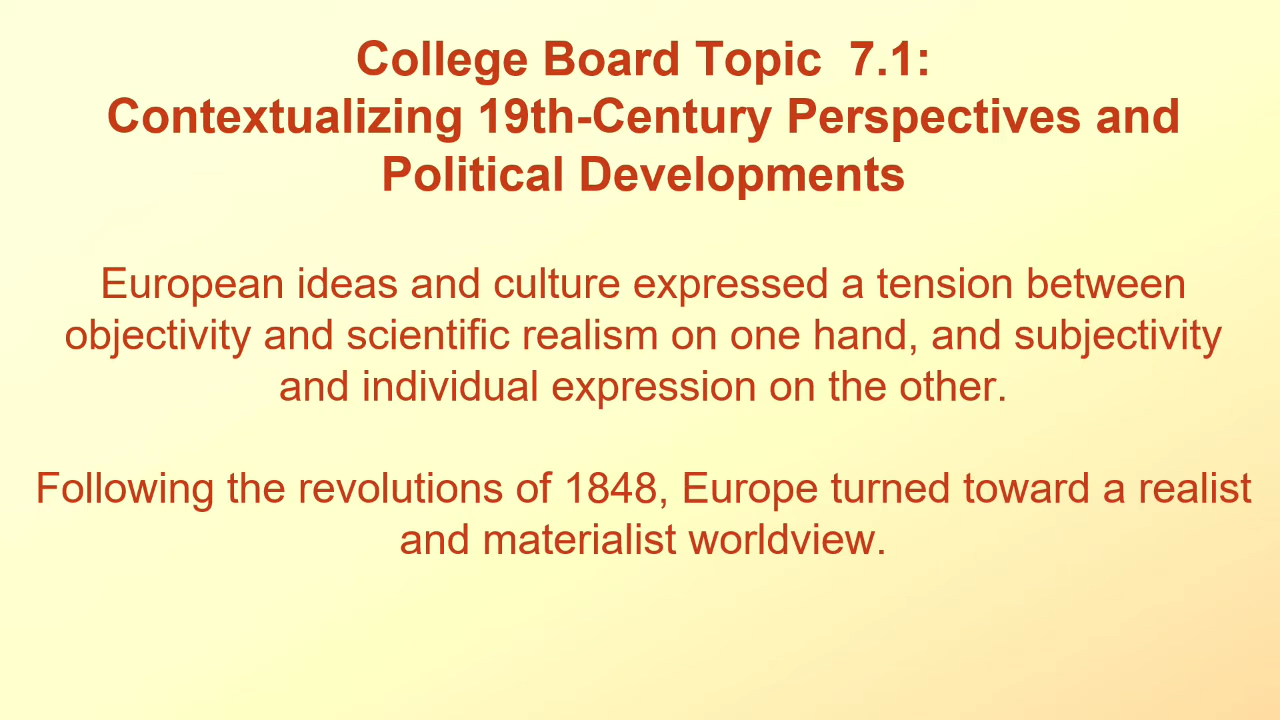 College Board Topic  7.1:
Contextualizing 19th-Century Perspectives and
Political Developments
European ideas and culture expressed a tension between
objectivity and scientific realism on one hand, and subjectivity
and individual expression on the other.
Following the revolutions of 1848, Europe turned toward a realist
and materialist worldview.